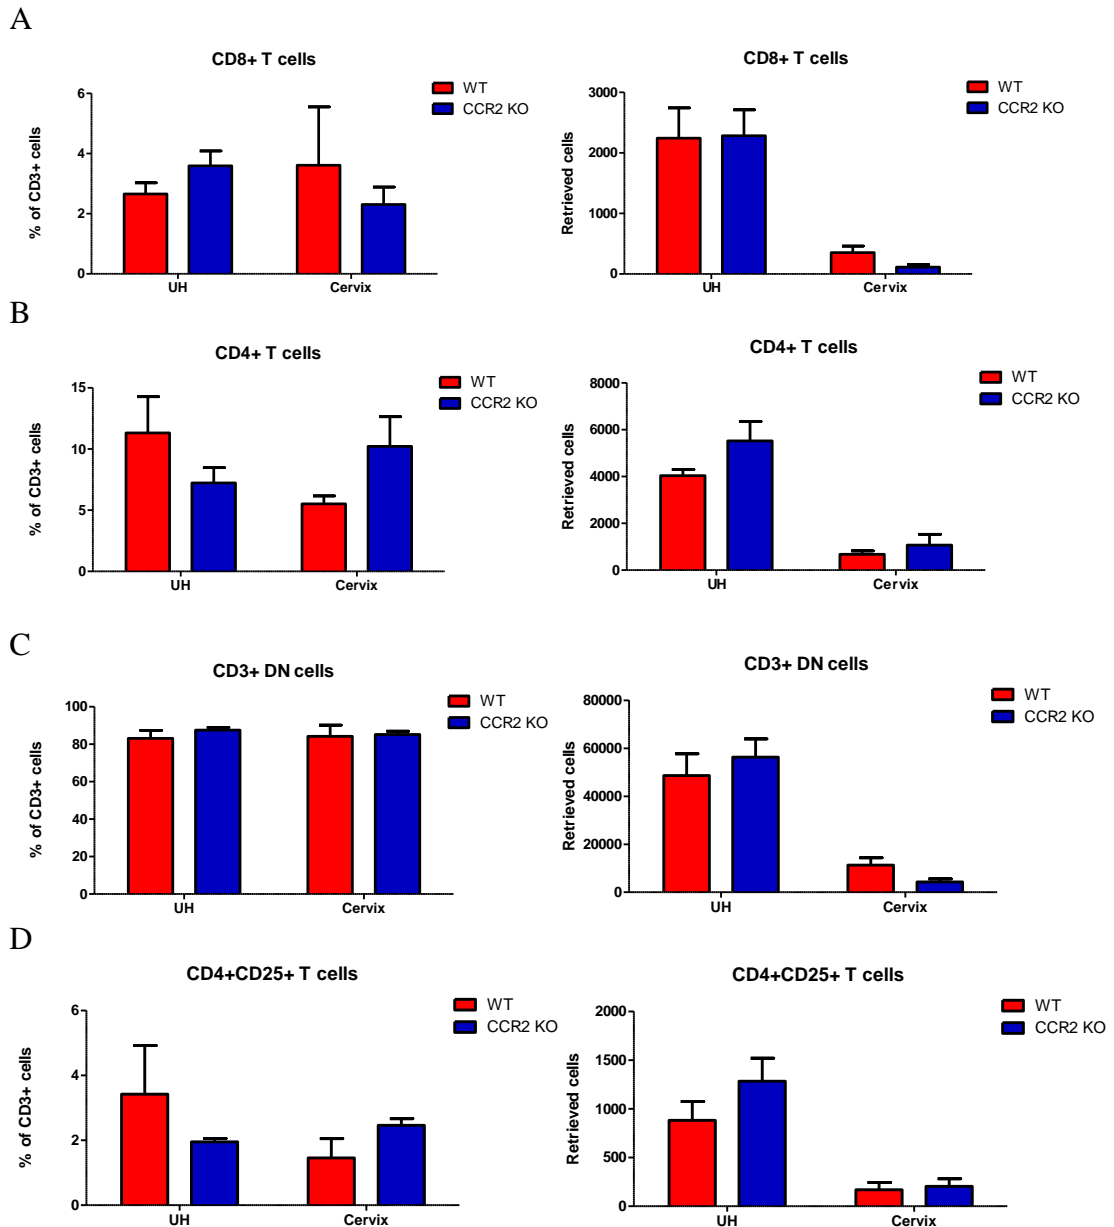 A
CD8+ T cells
WT
CCR2 KO
% of CD3+ cells
6
4
2
0
UH
Cervix
CD8+ T cells
WT
CCR2 KO
Retrieved cells
3000
2000
1000
0
UH
Cervix
B
CD4+ T cells
WT
CCR2 KO
% of CD3+ cells
15
10
5
0
UH
Cervix
CD4+ T cells
WT
CCR2 KO
Retrieved cells
8000
6000
4000
2000
0
UH
Cervix
C
CD3+ DN cells
WT
CCR2 KO
% of CD3+ cells
100
80
60
40
20
0
UH
Cervix
CD3+ DN cells
WT
CCR2 KO
Retrieved cells
80000
60000
40000
20000
0
UH
Cervix
D
CD4+CD25+ T cells
WT
CCR2 KO
% of CD3+ cells
6
4
2
0
UH
Cervix
CD4+CD25+ T cells
WT
CCR2 KO
Retrieved cells
2000
1500
1000
500
0
UH
Cervix